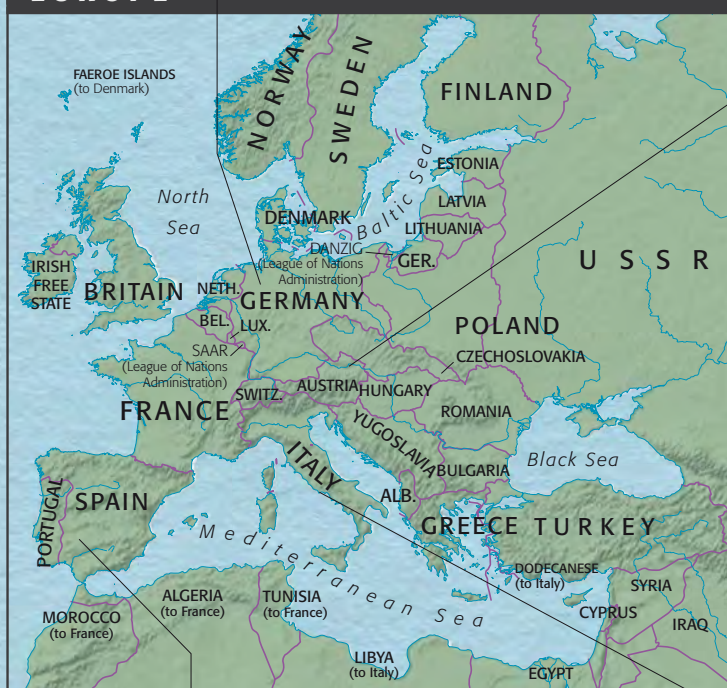 FAEROE ISLANDS
(to Denmark)
NORWAY
SWEDEN
FINLAND
North
Sea
ESTONIA
Baltic Sea
LATVIA
DENMARK
LITHUANIA
DANZIG
(League of Nations
Administration)
GER.
USSR
IRISH
FREE
STATE
BRITAIN
NETH.
GERMANY
BEL.
LUX.
POLAND
SAAR
(League of Nations
Administration)
CZECHOSLOVAKIA
SWITZ.
AUSTRIA
HUNGARY
FRANCE
ROMANIA
YUGOSLAVIA
ITALY
Black Sea
BULGARIA
PORTUGAL
SPAIN
ALB.
GREECE
TURKEY
Mediterranean Sea
DODECANESE
(to Italy)
SYRIA
ALGERIA
(to France)
TUNISIA
(to France)
CYPRUS
MOROCCO
(to France)
IRAQ
LIBYA
(to Italy)
EGYPT